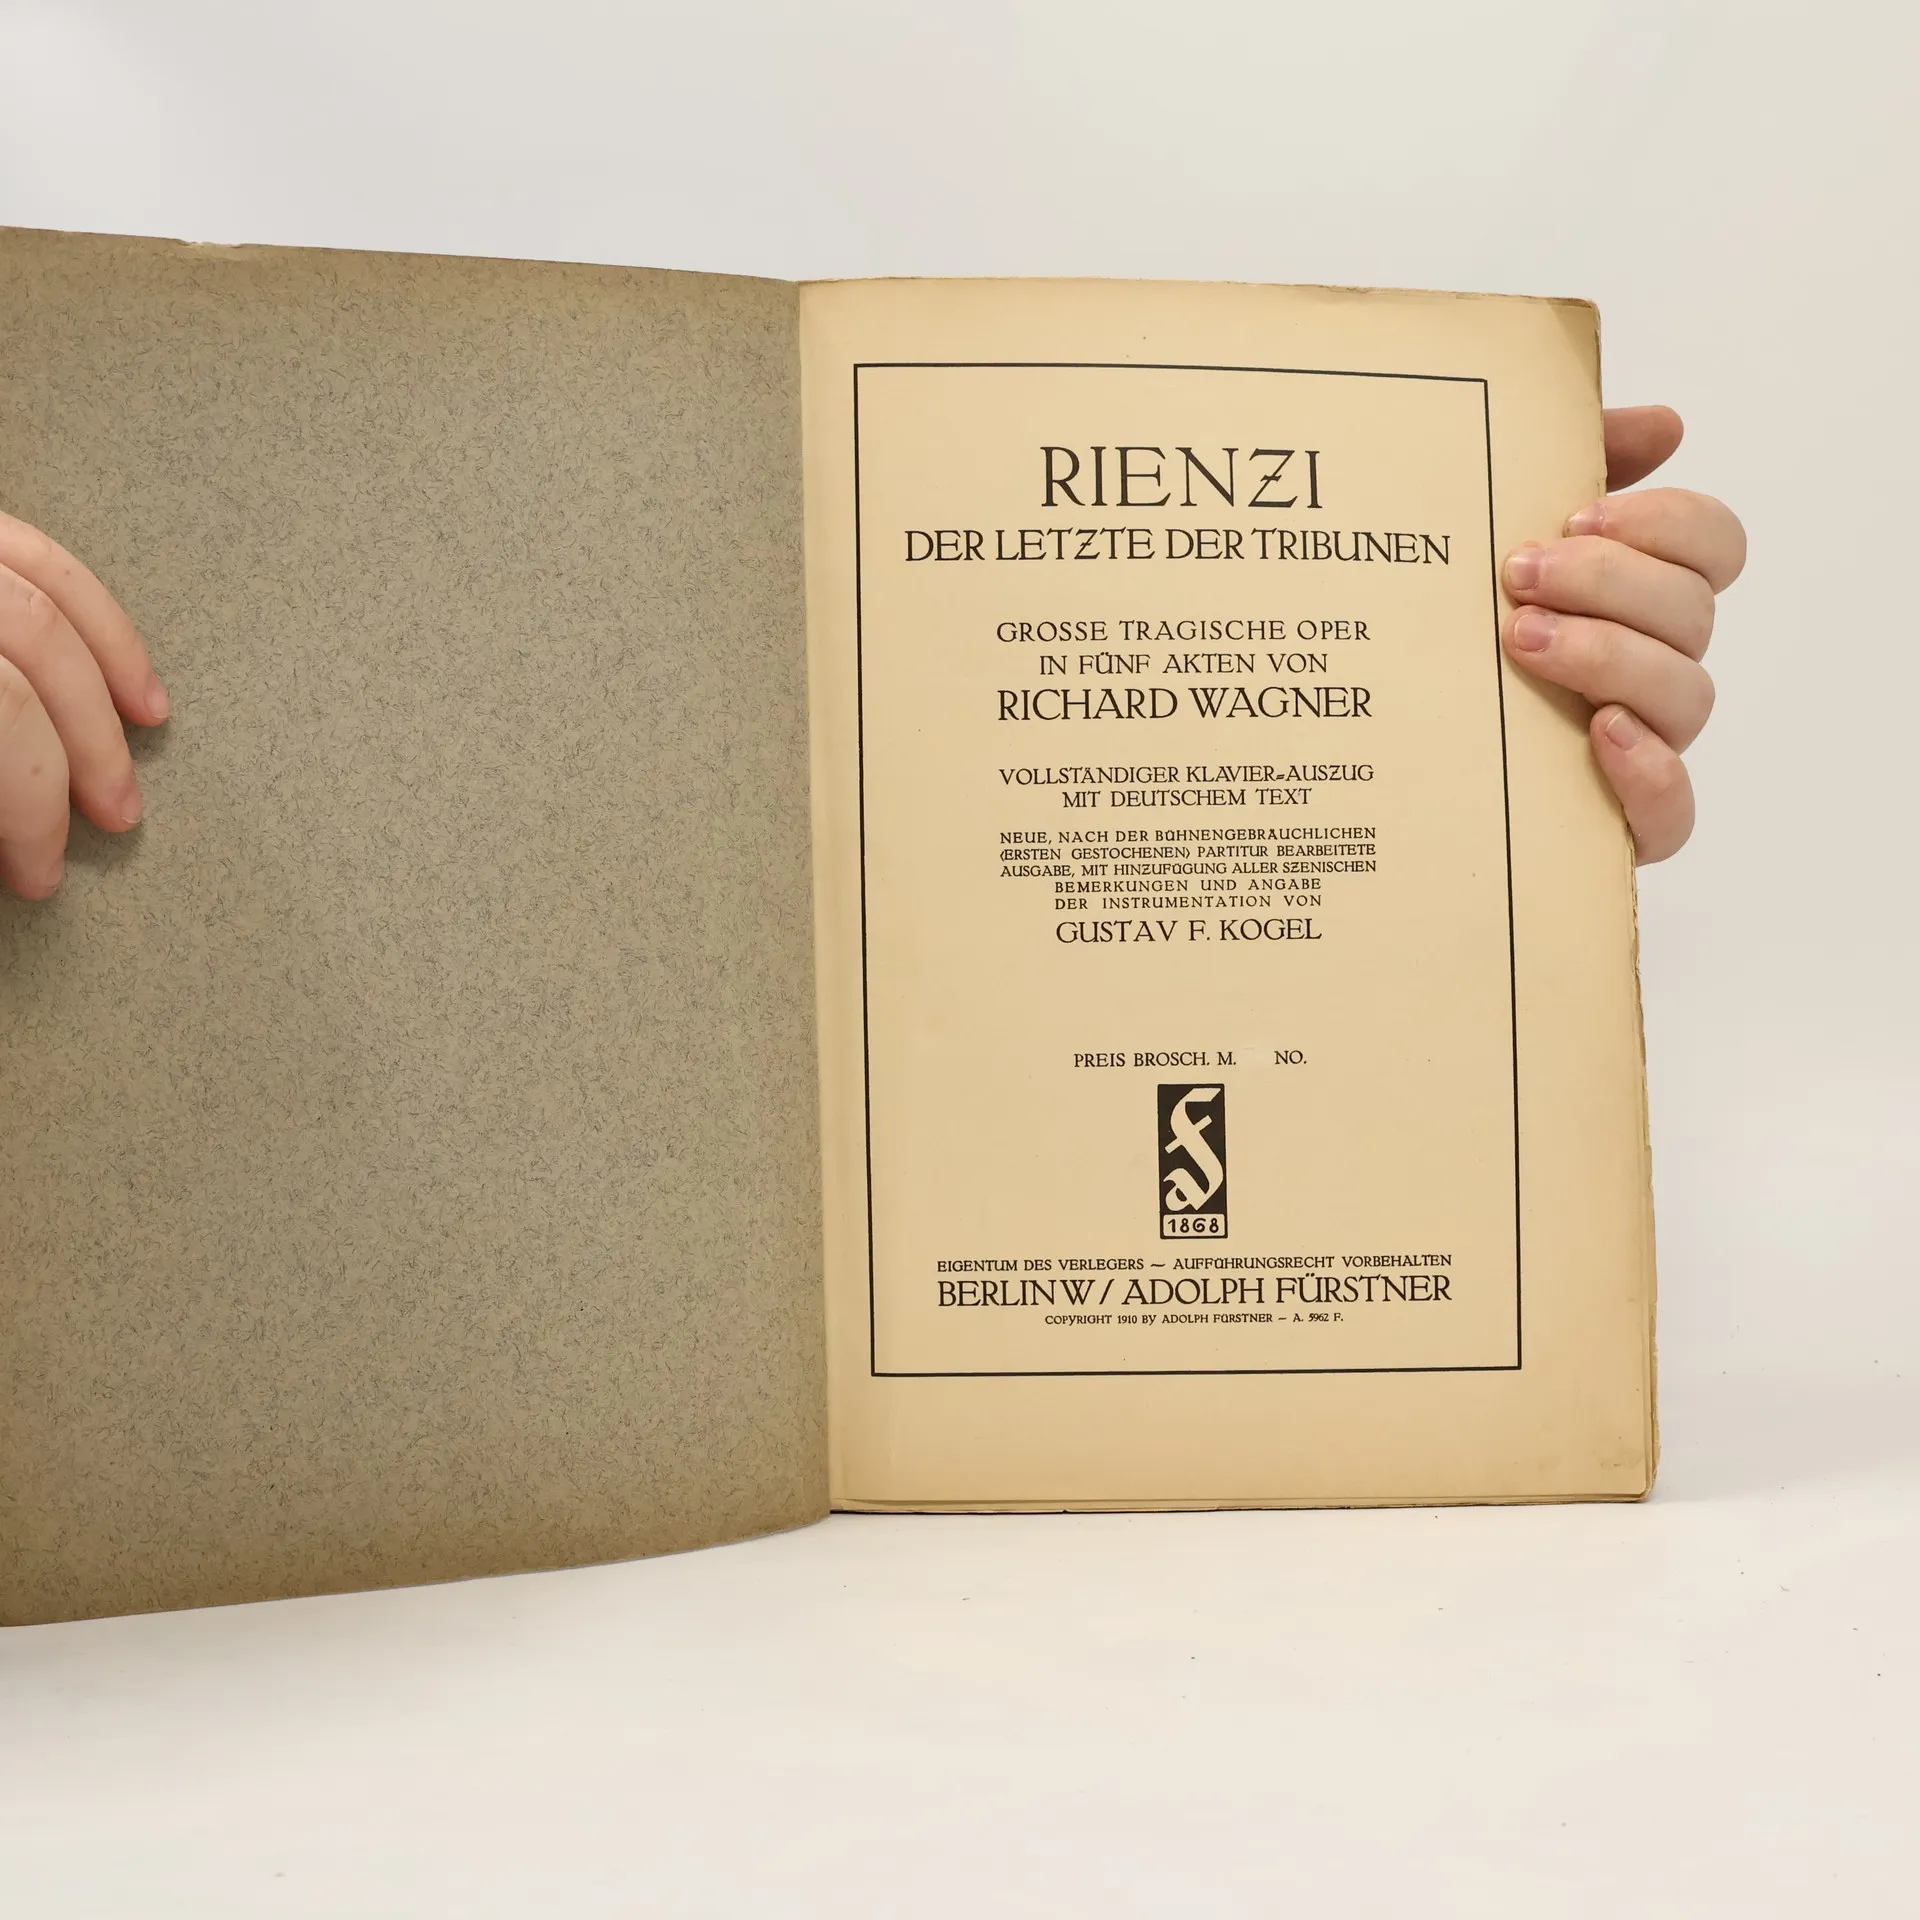 RIENZI
DER LETZTE DER TRIBUNEN
GROSSE TRAGISCHE OPER
IN FÜNF AKTEN VON
RICHARD WAGNER
VOLLSTÄNDIGER KLAVIER=AUSZUG
MIT DEUTSCHEM TEXT
NEUE, NACH DER BÜHNENGEBRÄUCHLICHEN
(ERSTEN GESTOCHENEN) PARTITUR BEARBEITETE
AUSGABE, MIT HINZUFÜGUNG ALLER SZENISCHEN
BEMERKUNGEN UND ANGABE
DER INSTRUMENTATION VON
GUSTAV F. KOGEL
PREIS BROSCH. M. NO.
AF
1868
EIGENTUM DES VERLEGERS ~ AUFFÜHRUNGSRECHT VORBEHALTEN
BERLIN W / ADOLPH FÜRSTNER
COPYRIGHT 1910 BY ADOLPH FÜRSTNER — A. 5962 F.